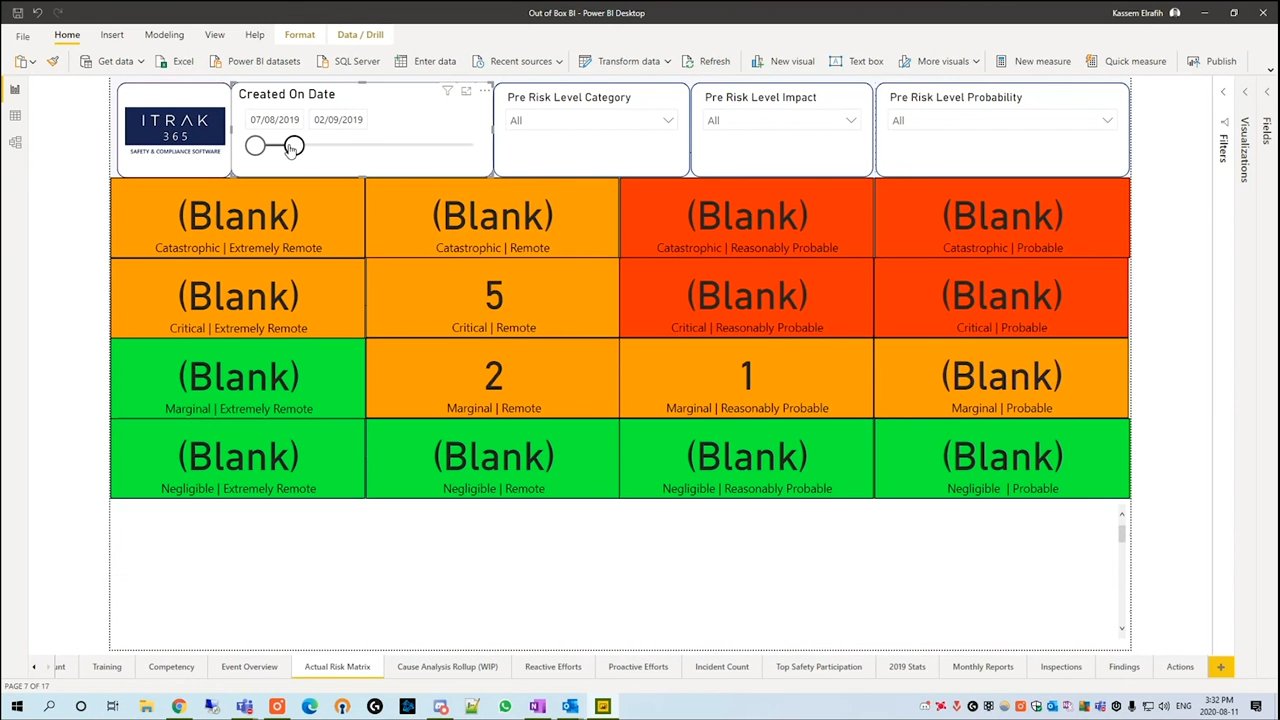 Out of Box BI - Power BI Desktop
Kassem Elrafih
File
Home
Insert
Modeling
View
Help
Format
Data / Drill
Get data
Excel
Power BI datasets
SQL Server
Enter data
Recent sources
Transform data
Refresh
New visual
Text box
More visuals
New measure
Quick measure
Publish
ITRAK
365
SAFETY & COMPLIANCE SOFTWARE
Created On Date
07/08/2019
02/09/2019
Pre Risk Level Category
All
Pre Risk Level Impact
All
Pre Risk Level Probability
All
Filters
Visualizations
Fields
(Blank)
Catastrophic | Extremely Remote
(Blank)
Catastrophic | Remote
(Blank)
Catastrophic | Reasonably Probable
(Blank)
Catastrophic | Probable
(Blank)
Critical | Extremely Remote
5
Critical | Remote
(Blank)
Critical | Reasonably Probable
(Blank)
Critical | Probable
(Blank)
Marginal | Extremely Remote
2
Marginal | Remote
1
Marginal | Reasonably Probable
(Blank)
Marginal | Probable
(Blank)
Negligible | Extremely Remote
(Blank)
Negligible | Remote
(Blank)
Negligible | Reasonably Probable
(Blank)
Negligible | Probable
unt
Training
Competency
Event Overview
Actual Risk Matrix
Cause Analysis Rollup (WIP)
Reactive Efforts
Proactive Efforts
Incident Count
Top Safety Participation
2019 Stats
Monthly Reports
Inspections
Findings
Actions
PAGE 7 OF 17
ENG
3:32 PM
2020-08-11